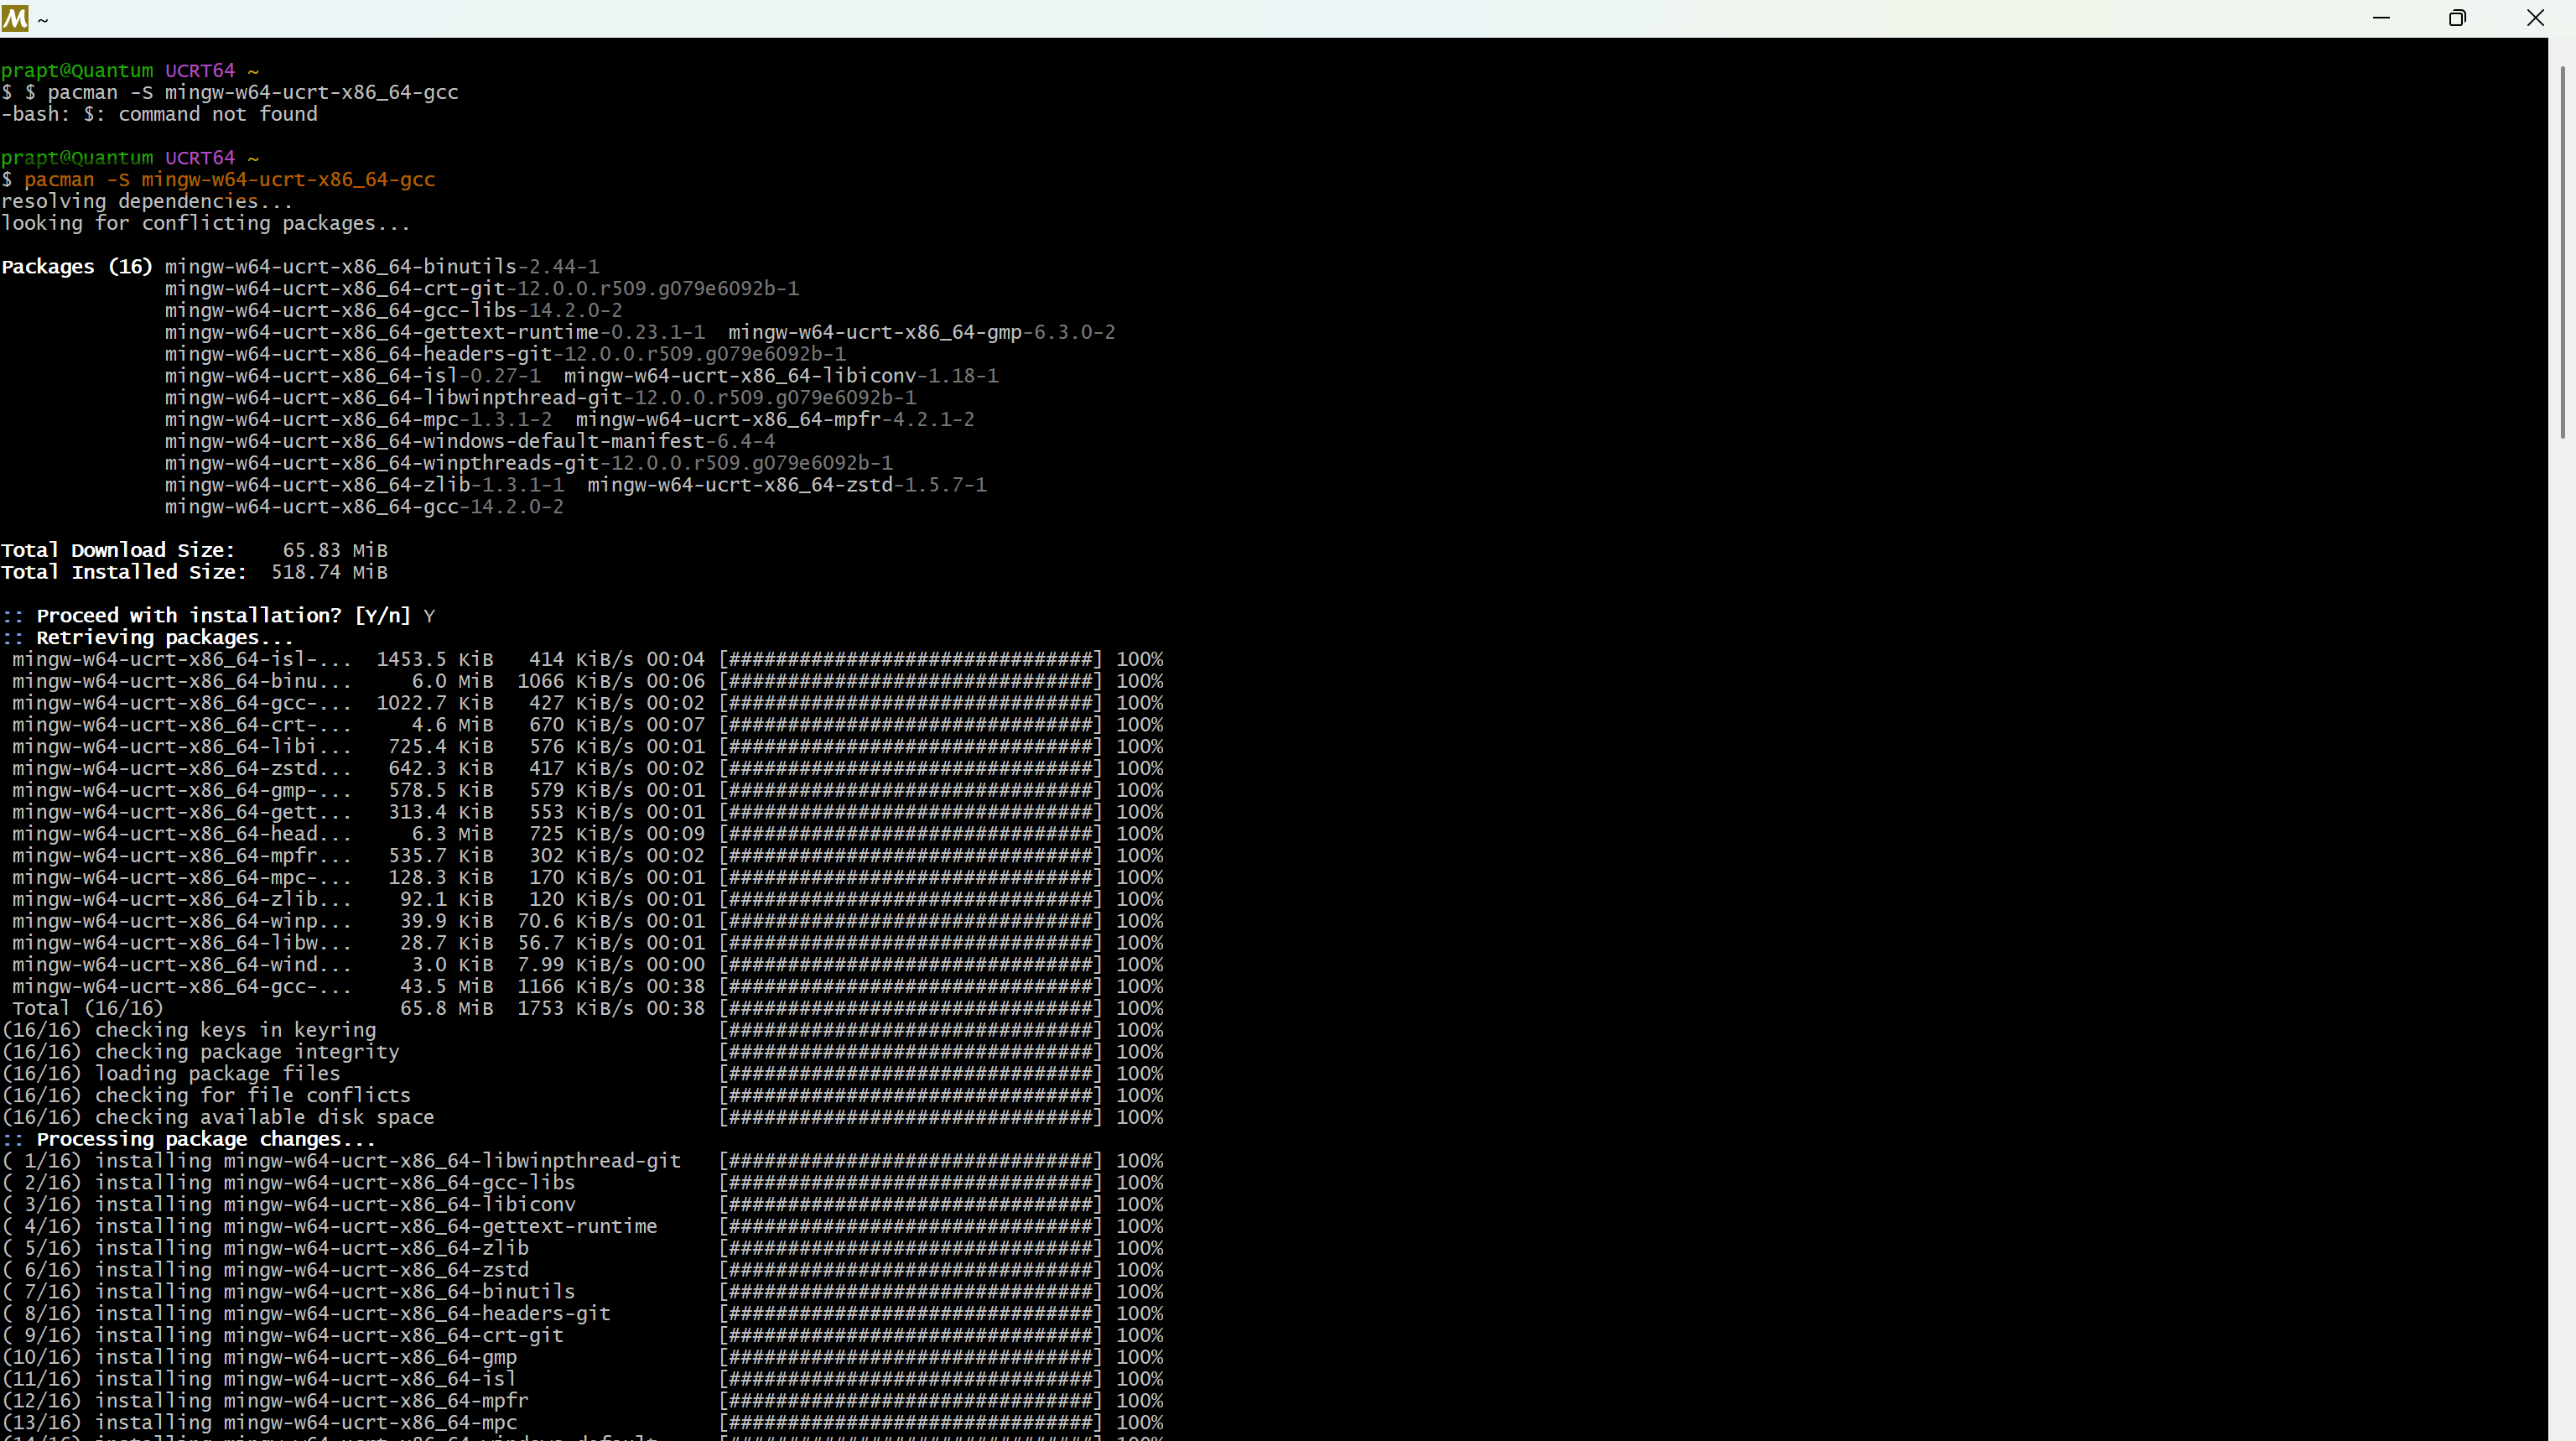 ~
prapt@Quantum UCRT64 ~
$ $ pacman -S mingw-w64-ucrt-x86_64-gcc
-bash: $: command not found
prapt@Quantum UCRT64 ~
$ pacman -S mingw-w64-ucrt-x86_64-gcc
resolving dependencies...
looking for conflicting packages...
Packages (16) mingw-w64-ucrt-x86_64-binutils-2.44-1
mingw-w64-ucrt-x86_64-crt-git-12.0.0.r509.g079e6092b-1
mingw-w64-ucrt-x86_64-gcc-libs-14.2.0-2
mingw-w64-ucrt-x86_64-gettext-runtime-0.23.1-1 mingw-w64-ucrt-x86_64-gmp-6.3.0-2
mingw-w64-ucrt-x86_64-headers-git-12.0.0.r509.g079e6092b-1
mingw-w64-ucrt-x86_64-isl-0.27-1 mingw-w64-ucrt-x86_64-libiconv-1.18-1
mingw-w64-ucrt-x86_64-libwinpthread-git-12.0.0.r509.g079e6092b-1
mingw-w64-ucrt-x86_64-mpc-1.3.1-2 mingw-w64-ucrt-x86_64-mpfr-4.2.1-2
mingw-w64-ucrt-x86_64-windows-default-manifest-6.4-4
mingw-w64-ucrt-x86_64-winpthreads-git-12.0.0.r509.g079e6092b-1
mingw-w64-ucrt-x86_64-zlib-1.3.1-1 mingw-w64-ucrt-x86_64-zstd-1.5.7-1
mingw-w64-ucrt-x86_64-gcc-14.2.0-2
Total Download Size: 65.83 MiB
Total Installed Size: 518.74 MiB
:: Proceed with installation? [Y/n] Y
:: Retrieving packages...
mingw-w64-ucrt-x86_64-isl-... 1453.5 KiB 414 KiB/s 00:04 [###############################] 100%
mingw-w64-ucrt-x86_64-binu... 6.0 MiB 1066 KiB/s 00:06 [###############################] 100%
mingw-w64-ucrt-x86_64-gcc-... 1022.7 KiB 427 KiB/s 00:02 [###############################] 100%
mingw-w64-ucrt-x86_64-crt-... 4.6 MiB 670 KiB/s 00:07 [###############################] 100%
mingw-w64-ucrt-x86_64-libi... 725.4 KiB 576 KiB/s 00:01 [###############################] 100%
mingw-w64-ucrt-x86_64-zstd... 642.3 KiB 417 KiB/s 00:02 [###############################] 100%
mingw-w64-ucrt-x86_64-gmp-... 578.5 KiB 579 KiB/s 00:01 [###############################] 100%
mingw-w64-ucrt-x86_64-gett... 313.4 KiB 553 KiB/s 00:01 [###############################] 100%
mingw-w64-ucrt-x86_64-head... 6.3 MiB 725 KiB/s 00:09 [###############################] 100%
mingw-w64-ucrt-x86_64-mpfr... 535.7 KiB 302 KiB/s 00:02 [###############################] 100%
mingw-w64-ucrt-x86_64-mpc-... 128.3 KiB 170 KiB/s 00:01 [###############################] 100%
mingw-w64-ucrt-x86_64-zlib... 92.1 KiB 120 KiB/s 00:01 [###############################] 100%
mingw-w64-ucrt-x86_64-winp... 39.9 KiB 70.6 KiB/s 00:01 [###############################] 100%
mingw-w64-ucrt-x86_64-libw... 28.7 KiB 56.7 KiB/s 00:01 [###############################] 100%
mingw-w64-ucrt-x86_64-wind... 3.0 KiB 7.99 KiB/s 00:00 [###############################] 100%
mingw-w64-ucrt-x86_64-gcc-... 43.5 MiB 1166 KiB/s 00:38 [###############################] 100%
Total (16/16) 65.8 MiB 1753 KiB/s 00:38 [###############################] 100%
(16/16) checking keys in keyring [###############################] 100%
(16/16) checking package integrity [###############################] 100%
(16/16) loading package files [###############################] 100%
(16/16) checking for file conflicts [###############################] 100%
(16/16) checking available disk space [###############################] 100%
:: Processing package changes...
( 1/16) installing mingw-w64-ucrt-x86_64-libwinpthread-git [###############################] 100%
( 2/16) installing mingw-w64-ucrt-x86_64-gcc-libs [###############################] 100%
( 3/16) installing mingw-w64-ucrt-x86_64-libiconv [###############################] 100%
( 4/16) installing mingw-w64-ucrt-x86_64-gettext-runtime [###############################] 100%
( 5/16) installing mingw-w64-ucrt-x86_64-zlib [###############################] 100%
( 6/16) installing mingw-w64-ucrt-x86_64-zstd [###############################] 100%
( 7/16) installing mingw-w64-ucrt-x86_64-binutils [###############################] 100%
( 8/16) installing mingw-w64-ucrt-x86_64-headers-git [###############################] 100%
( 9/16) installing mingw-w64-ucrt-x86_64-crt-git [###############################] 100%
(10/16) installing mingw-w64-ucrt-x86_64-gmp [###############################] 100%
(11/16) installing mingw-w64-ucrt-x86_64-isl [###############################] 100%
(12/16) installing mingw-w64-ucrt-x86_64-mpfr [###############################] 100%
(13/16) installing mingw-w64-ucrt-x86_64-mpc [###############################] 100%